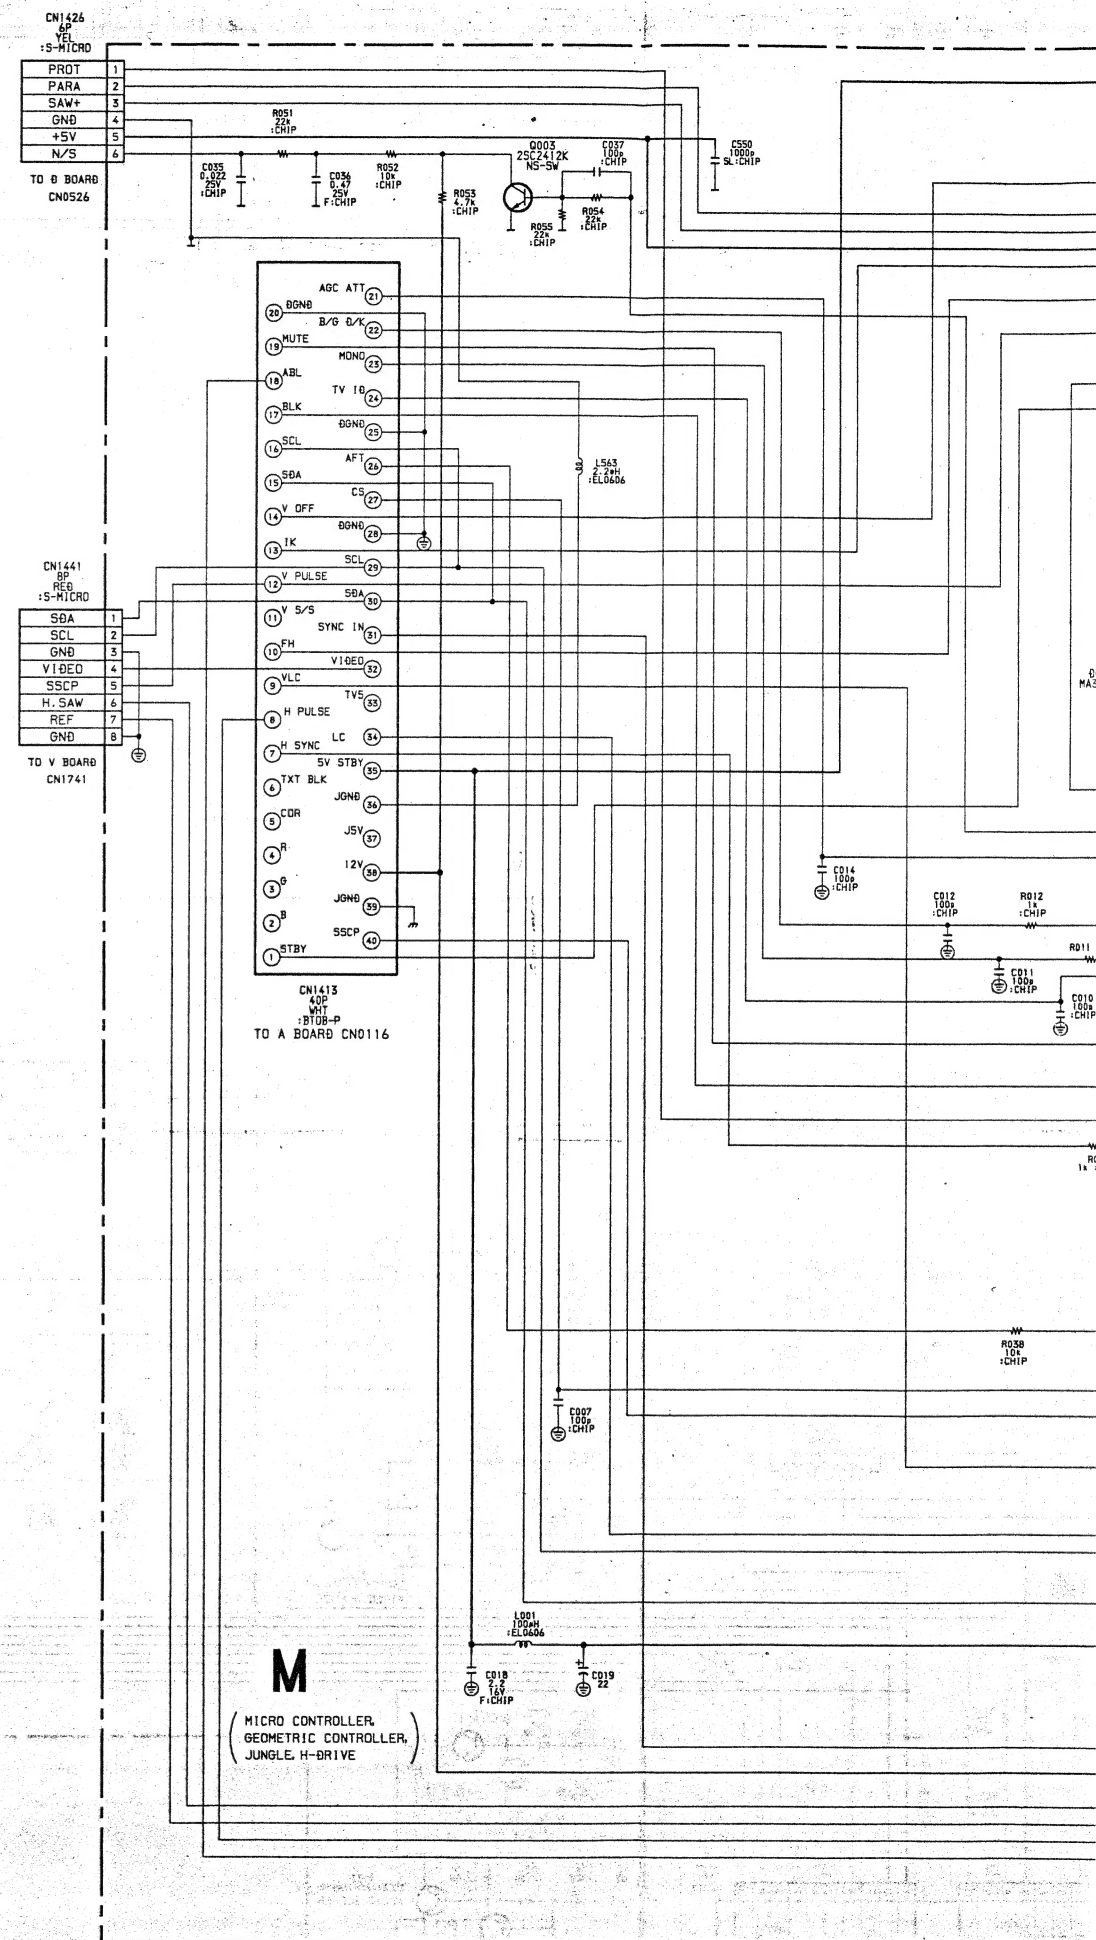 CN1426
6P
YEL
:S-MICRO
PROT 1
PARA 2
SAW+ 3
GND 4
+5V 5
N/S 6
TO D BOARD
CN0526
R051
22k
:CHIP
C035
0.022
25V
:CHIP
C036
0.47
25V
F:CHIP
R052
10k
:CHIP
R053
4.7k
:CHIP
Q003
2SC2412K
NS-SW
C037
100p
:CHIP
R055
22k
:CHIP
R054
22k
:CHIP
C550
1000p
SL:CHIP
AGC ATT 21
20 DGND
B/G D/K 22
19 MUTE
MONO 23
18 ABL
TV ID 24
17 BLK
DGND 25
16 SCL
AFT 26
15 SDA
CS 27
14 V OFF
DGND 28
13 IK
SCL 29
12 V PULSE
SDA 30
11 V S/S
SYNC IN 31
10 FH
VIDEO 32
9 VLC
TV5 33
8 H PULSE
LC 34
7 H SYNC
5V STBY 35
6 TXT BLK
JGND 36
5 COR
J5V 37
4 R
12V 38
3 G
JGND 39
2 B
SSCP 40
1 STBY
CN1413
40P
WHT
:BTOB-P
TO A BOARD CN0116
L563
2.2µH
:EL0606
CN1441
8P
RED
:S-MICRO
SDA 1
SCL 2
GND 3
VIDEO 4
SSCP 5
H.SAW 6
REF 7
GND 8
TO V BOARD
CN1741
D
MA3
C014
100p
:CHIP
C012
100p
:CHIP
R012
1k
:CHIP
R011
C011
100p
:CHIP
C010
100p
:CHIP
R0
1k
R038
10k
:CHIP
C007
100p
:CHIP
L001
100µH
:EL0606
C018
2.2
16V
F:CHIP
+
C019
22
M
(MICRO CONTROLLER,
GEOMETRIC CONTROLLER,
JUNGLE, H-DRIVE)